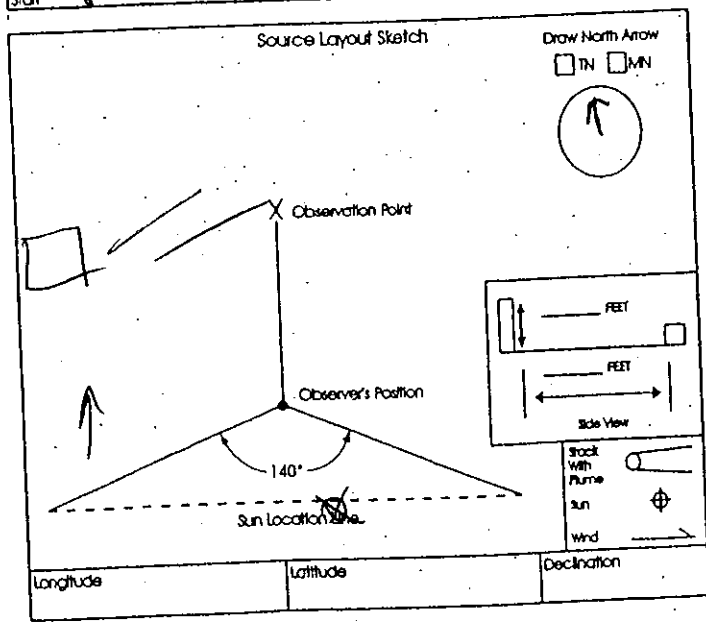 Source Layout Sketch
Draw North Arrow
TN MN
X Observation Point
FEET
Observer's Position
FEET
Side View
140°
Stack
With
Plume
Sun
Sun Location Line
Wind
Longitude
Latitude
Declination